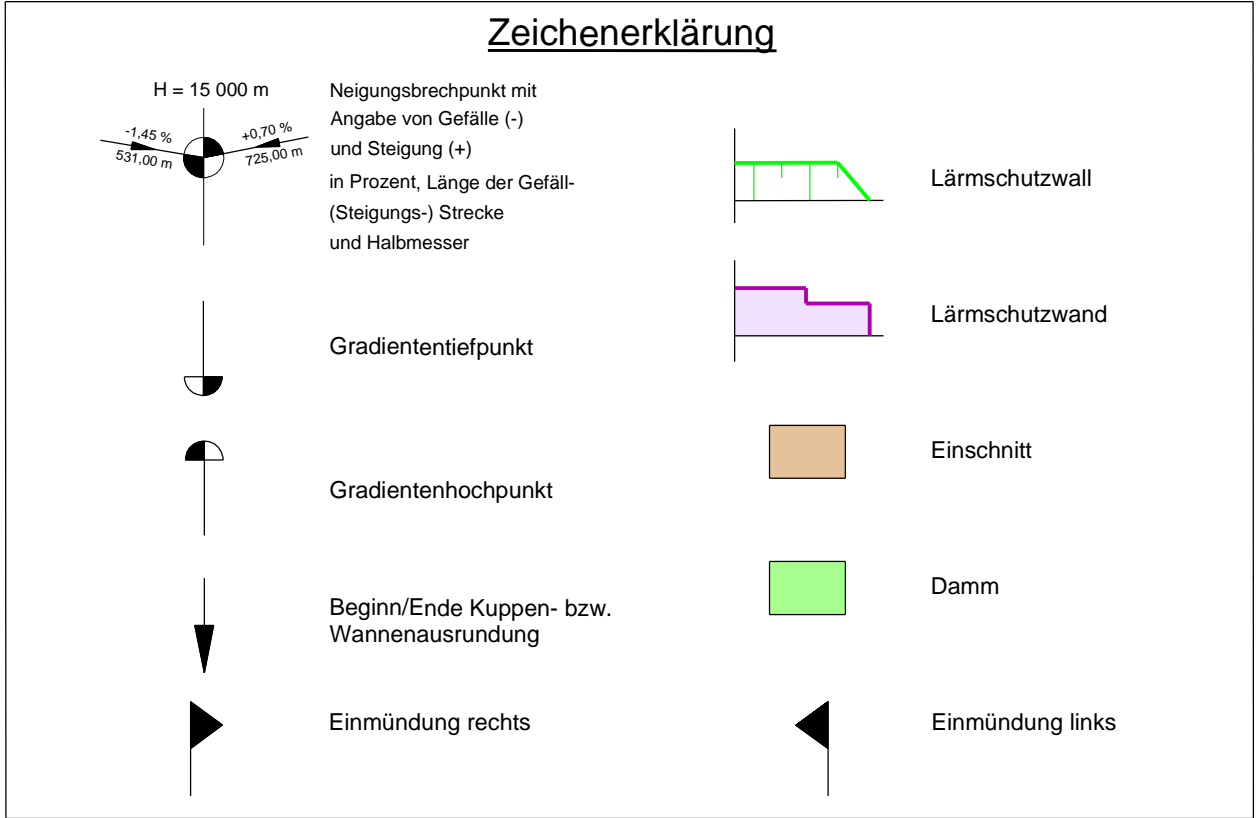 Zeichenerklärung
H = 15 000 m
-1,45 %
531,00 m
+0,70 %
725,00 m
Neigungsbrechpunkt mit
Angabe von Gefälle (-)
und Steigung (+)
in Prozent, Länge der Gefäll-
(Steigungs-) Strecke
und Halbmesser
Gradiententiefpunkt
Gradientenhochpunkt
Beginn/Ende Kuppen- bzw.
Wannenausrundung
Einmündung rechts
Lärmschutzwall
Lärmschutzwand
Einschnitt
Damm
Einmündung links